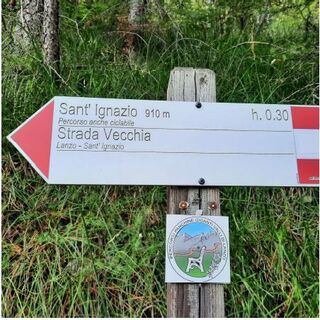 Sant' Ignazio 910 m h. 0.30
Percorso anche ciclabile
Strada Vecchia
Lanzo - Sant' Ignazio